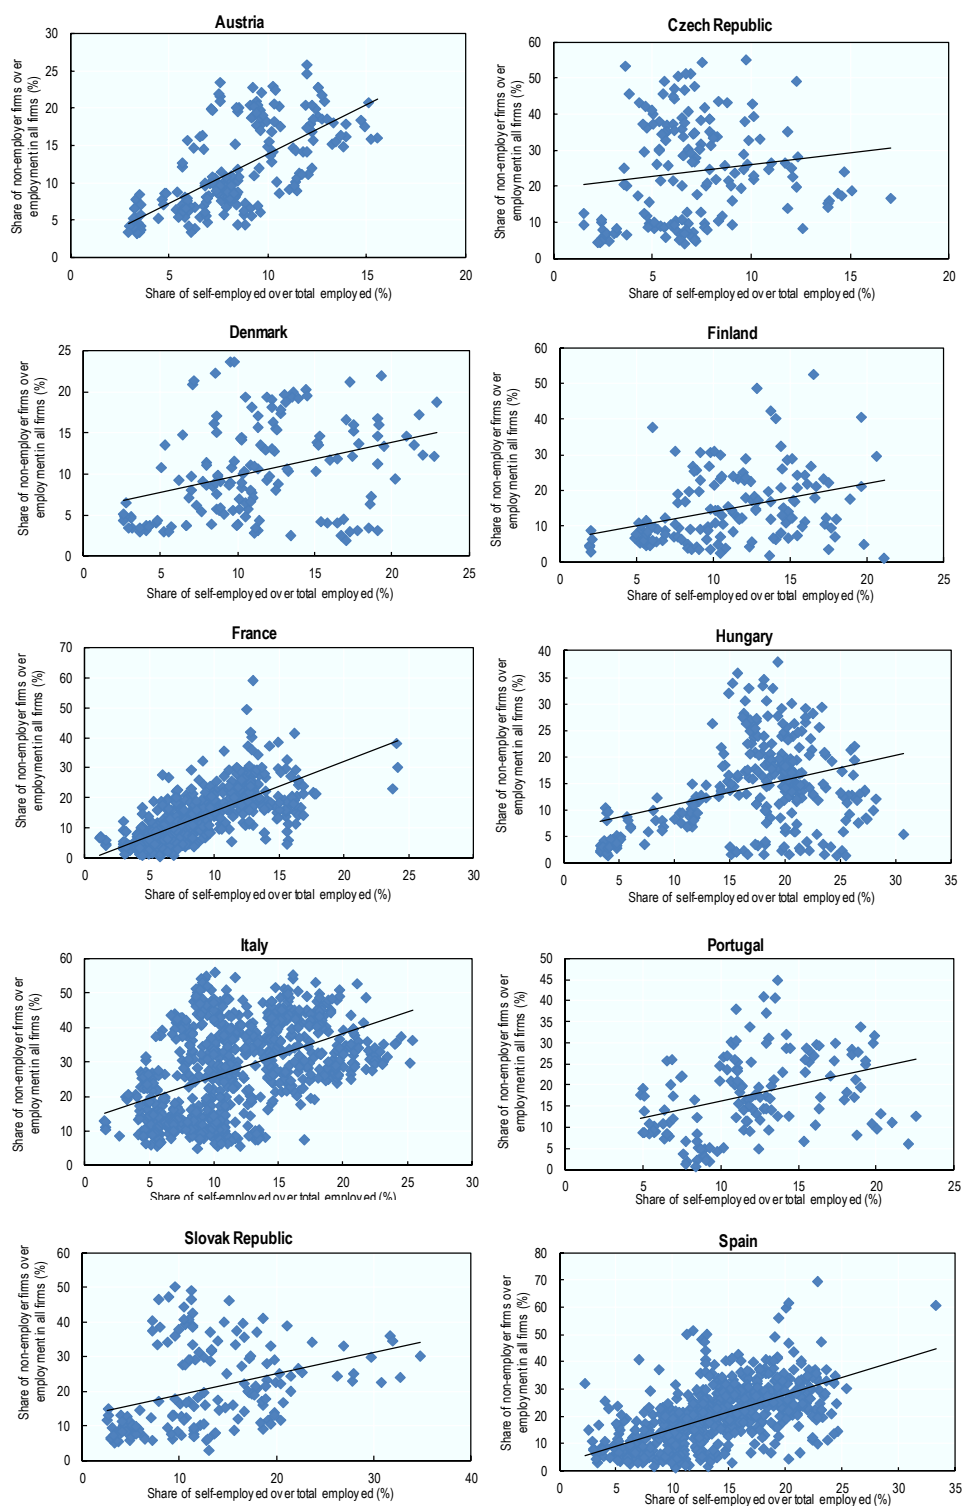 Austria
Share of non-employer firms over
employment in all firms (%)
30
25
20
15
10
5
0
0 5 10 15 20
Share of self-employed over total employed (%)
Czech Republic
Share of non-employer firms over
employment in all firms (%)
60
50
40
30
20
10
0
0 5 10 15 20
Share of self-employed over total employed (%)
Denmark
Share of non-employer firms over
employment in all firms (%)
25
20
15
10
5
0
0 5 10 15 20 25
Share of self-employed over total employed (%)
Finland
Share of non-employer firms over
employment in all firms (%)
60
50
40
30
20
10
0
0 5 10 15 20 25
Share of self-employed over total employed (%)
France
Share of non-employer firms over
employment in all firms (%)
70
60
50
40
30
20
10
0
0 5 10 15 20 25 30
Share of self-employed over total employed (%)
Hungary
Share of non-employer firms over
employment in all firms (%)
40
35
30
25
20
15
10
5
0
0 5 10 15 20 25 30 35
Share of self-employed over total employed (%)
Italy
Share of non-employer firms over
employment in all firms (%)
60
50
40
30
20
10
0
0 5 10 15 20 25 30
Share of self-employed over total employed (%)
Portugal
Share of non-employer firms over
employment in all firms (%)
50
45
40
35
30
25
20
15
10
5
0
0 5 10 15 20 25
Share of self-employed over total employed (%)
Slovak Republic
Share of non-employer firms over
employment in all firms (%)
60
50
40
30
20
10
0
0 10 20 30 40
Share of self-employed over total employed (%)
Spain
Share of non-employer firms over
employment in all firms (%)
80
70
60
50
40
30
20
10
0
0 5 10 15 20 25 30 35
Share of self-employed over total employed (%)